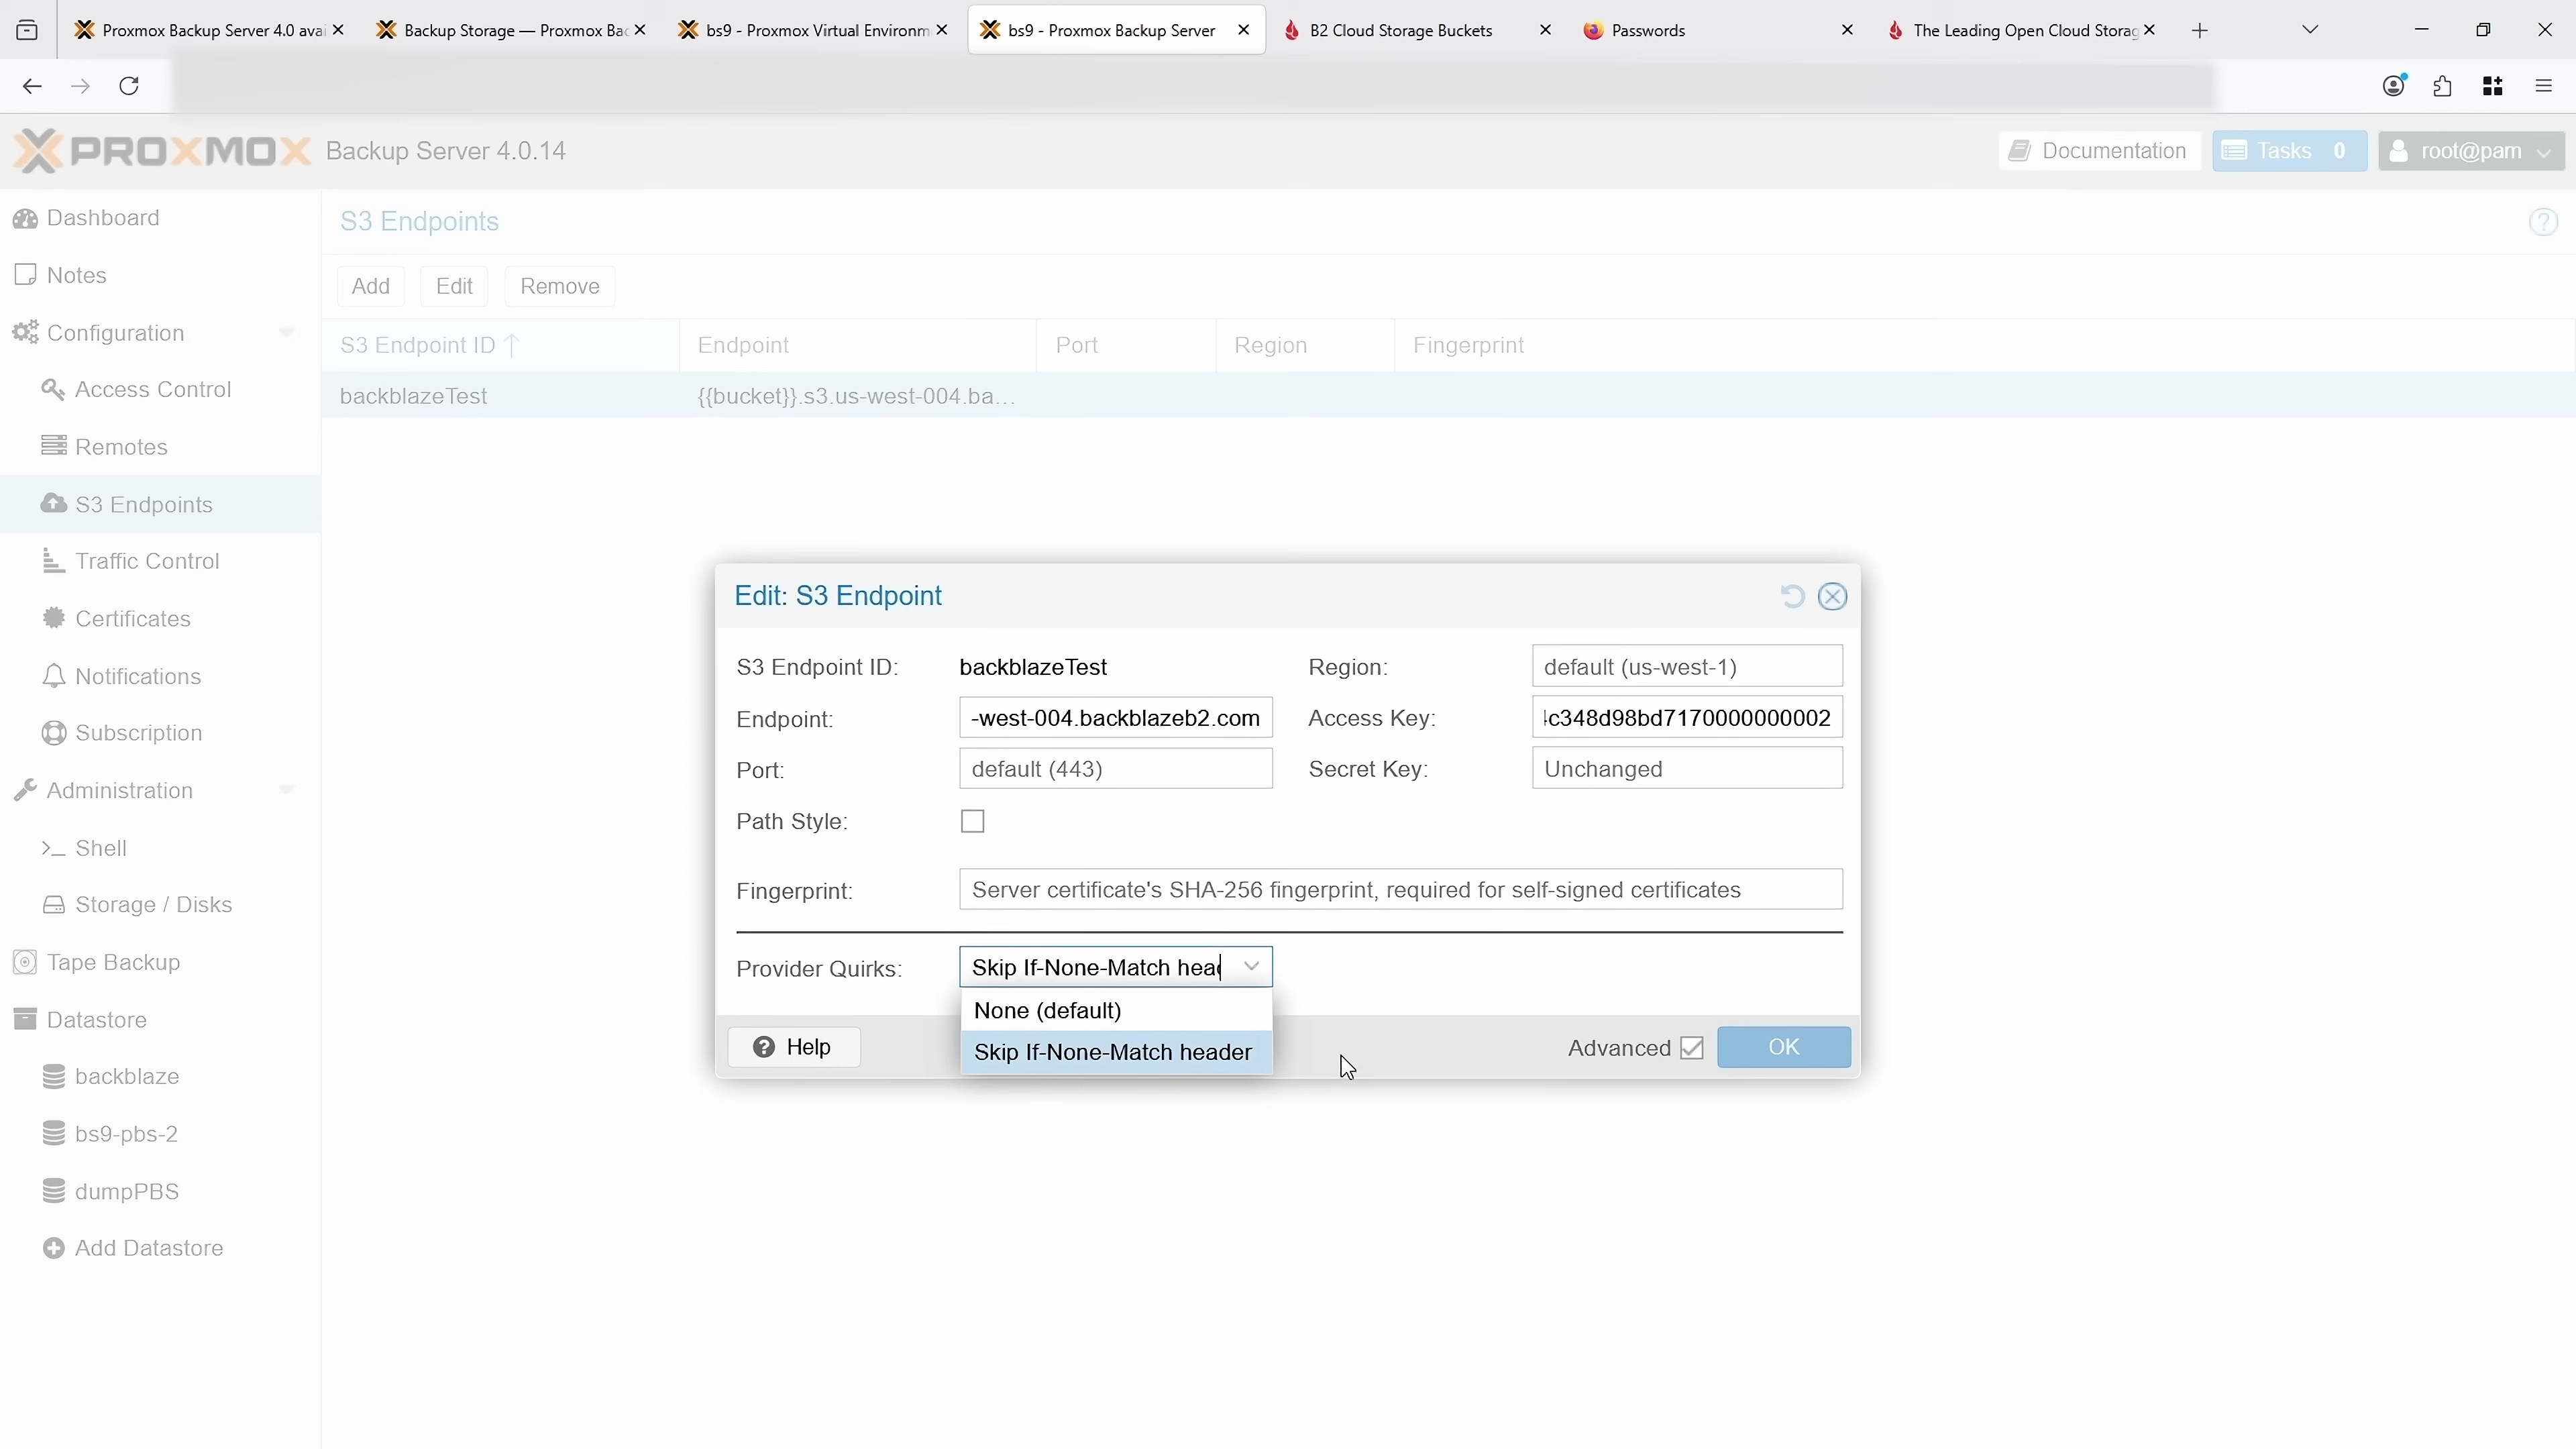 Proxmox Backup Server 4.0 avai
Backup Storage — Proxmox Bac
bs9 - Proxmox Virtual Environm
bs9 - Proxmox Backup Server
B2 Cloud Storage Buckets
Passwords
The Leading Open Cloud Storag
PROXMOX Backup Server 4.0.14
Documentation
Tasks 0
root@pam
Dashboard
Notes
Configuration
Access Control
Remotes
S3 Endpoints
Traffic Control
Certificates
Notifications
Subscription
Administration
Shell
Storage / Disks
Tape Backup
Datastore
backblaze
bs9-pbs-2
dumpPBS
Add Datastore
S3 Endpoints
Add Edit Remove
S3 Endpoint ID Endpoint Port Region Fingerprint
backblazeTest {{bucket}}.s3.us-west-004.ba...
Edit: S3 Endpoint
S3 Endpoint ID: backblazeTest Region: default (us-west-1)
Endpoint: -west-004.backblazeb2.com Access Key: c348d98bd7170000000002
Port: default (443) Secret Key: Unchanged
Path Style:
Fingerprint: Server certificate's SHA-256 fingerprint, required for self-signed certificates
Provider Quirks: Skip If-None-Match head
None (default)
Skip If-None-Match header
Help
Advanced
OK